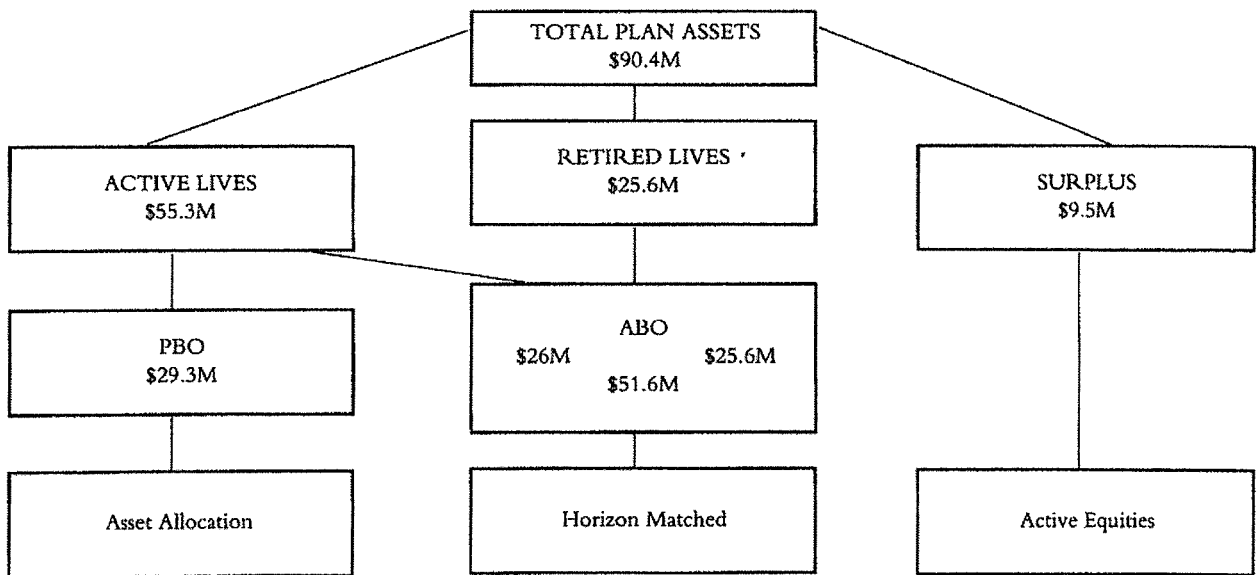 TOTAL PLAN ASSETS
$90.4M
ACTIVE LIVES
$55.3M
RETIRED LIVES
$25.6M
SURPLUS
$9.5M
PBO
$29.3M
ABO
$26M $25.6M
$51.6M
Asset Allocation
Horizon Matched
Active Equities